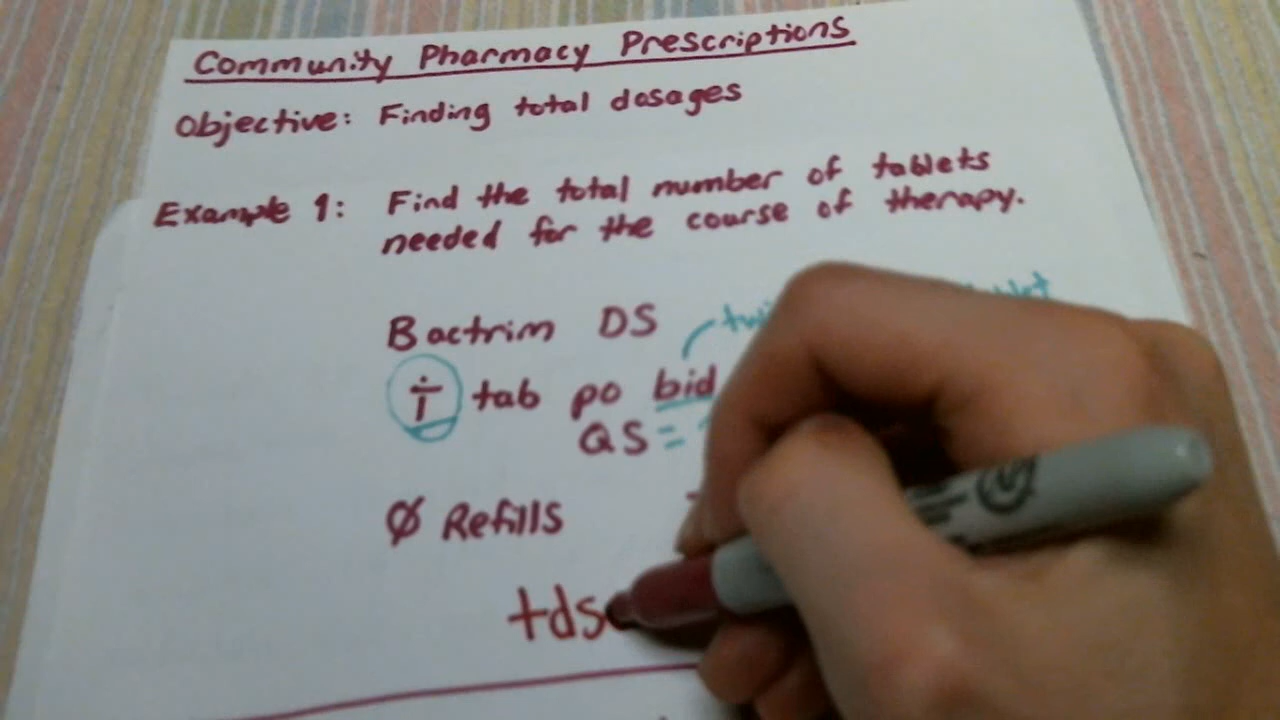 Community Pharmacy Prescriptions
Objective: Finding total dosages
Example 1: Find the total number of tablets
needed for the course of therapy.
Bactrim DS
i tab po bid
QS =
Ø Refills
tds